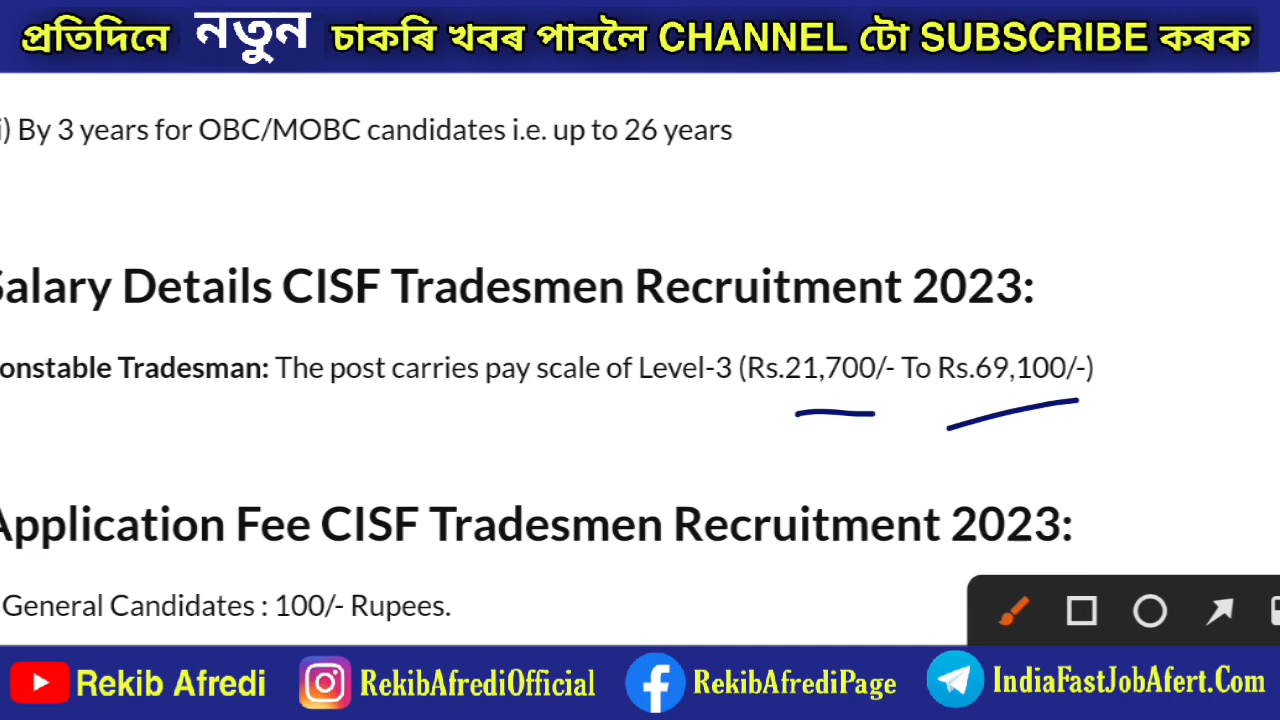 প্ৰতিদিনে নতুন চাকৰি খবৰ পাবলৈ CHANNEL টো SUBSCRIBE কৰক
i) By 3 years for OBC/MOBC candidates i.e. up to 26 years
Salary Details CISF Tradesmen Recruitment 2023:
onstable Tradesman: The post carries pay scale of Level-3 (Rs.21,700/- To Rs.69,100/-)
Application Fee CISF Tradesmen Recruitment 2023:
General Candidates : 100/- Rupees.
Rekib Afredi RekibAfrediOfficial RekibAfrediPage IndiaFastJobAfert.Com